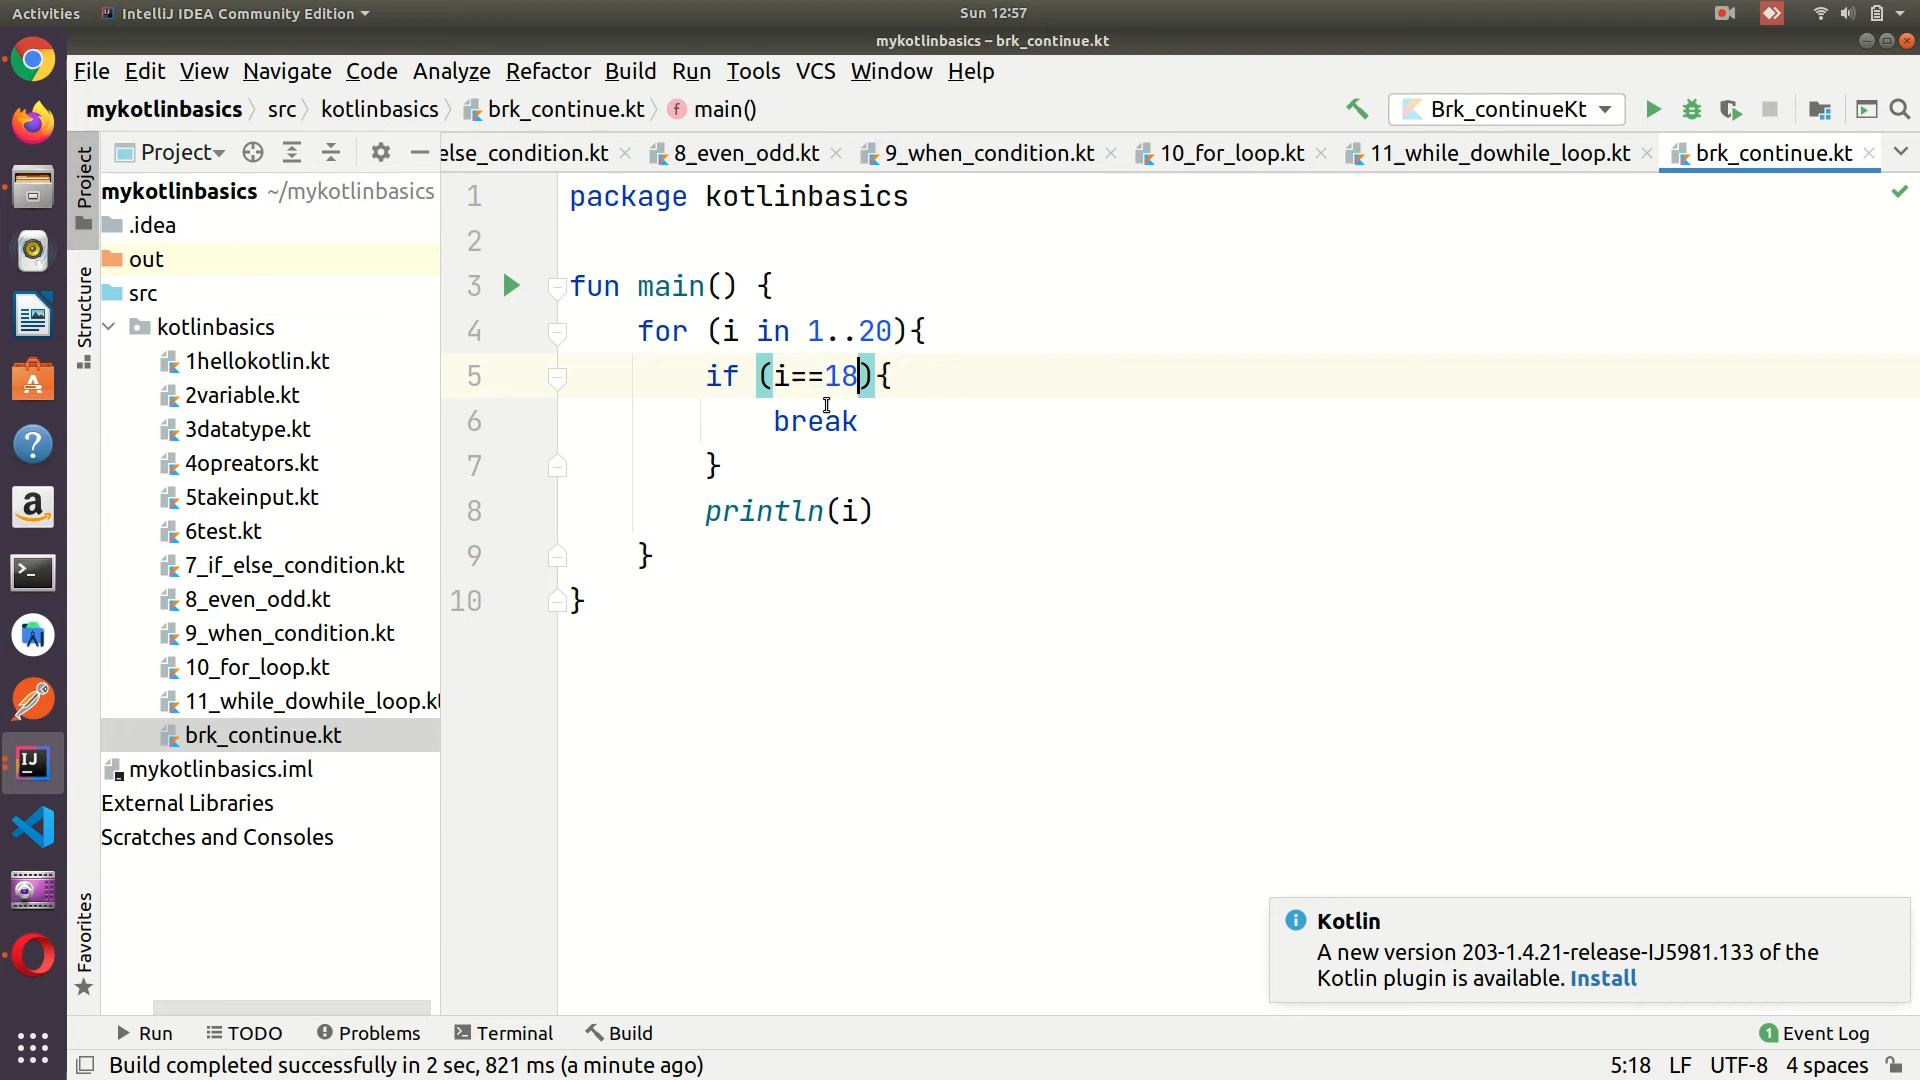 Activities IntelliJ IDEA Community Edition Sun 12:57
mykotlinbasics – brk_continue.kt
File Edit View Navigate Code Analyze Refactor Build Run Tools VCS Window Help
mykotlinbasics src kotlinbasics brk_continue.kt main() Brk_continueKt
Project else_condition.kt 8_even_odd.kt 9_when_condition.kt 10_for_loop.kt 11_while_dowhile_loop.kt brk_continue.kt
Project
Structure
Favorites
mykotlinbasics ~/mykotlinbasics
.idea
out
src
kotlinbasics
1hellokotlin.kt
2variable.kt
3datatype.kt
4opreators.kt
5takeinput.kt
6test.kt
7_if_else_condition.kt
8_even_odd.kt
9_when_condition.kt
10_for_loop.kt
11_while_dowhile_loop.kt
brk_continue.kt
mykotlinbasics.iml
External Libraries
Scratches and Consoles
1 package kotlinbasics
2
3 fun main() {
4 for (i in 1..20){
5 if (i==18){
6 break
7 }
8 println(i)
9 }
10 }
Kotlin
A new version 203-1.4.21-release-IJ5981.133 of the
Kotlin plugin is available. Install
Run TODO Problems Terminal Build 1 Event Log
Build completed successfully in 2 sec, 821 ms (a minute ago) 5:18 LF UTF-8 4 spaces